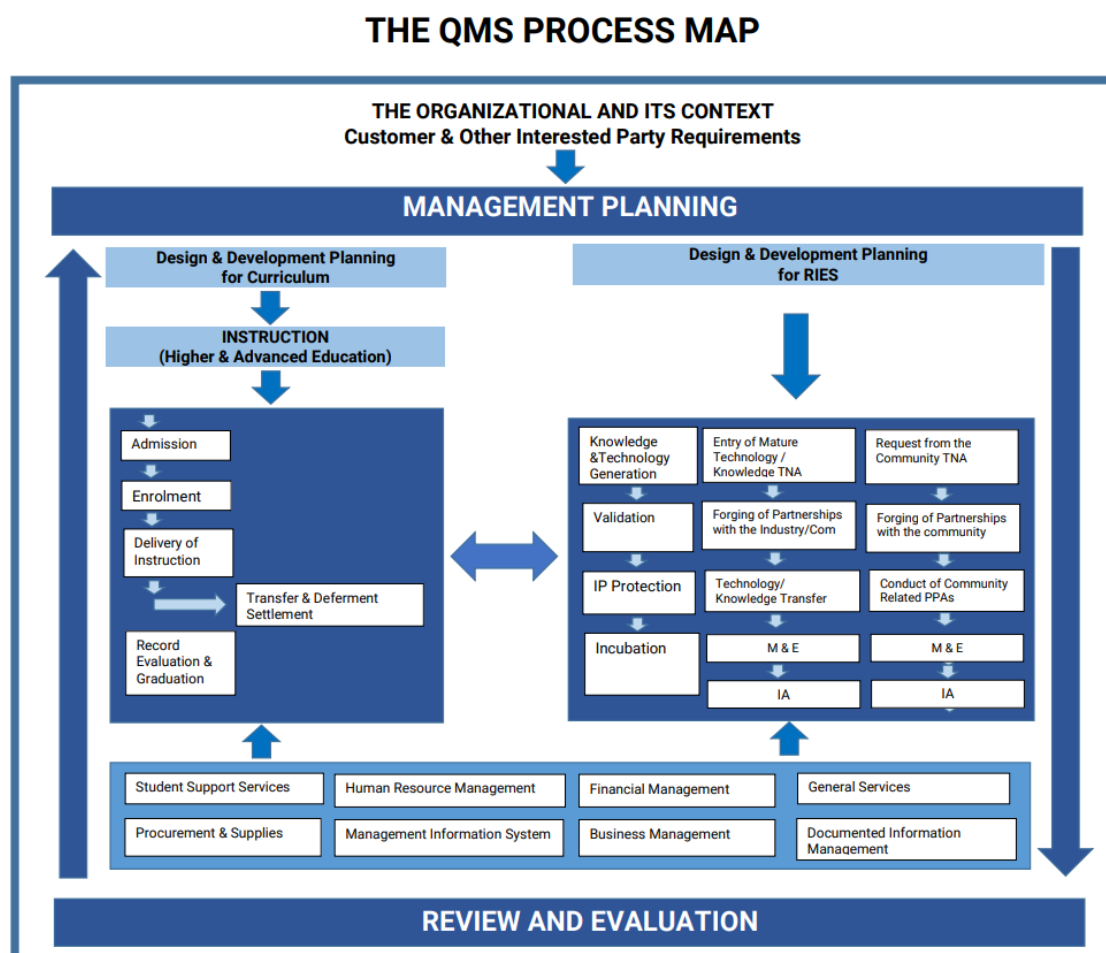 THE QMS PROCESS MAP
THE ORGANIZATIONAL AND ITS CONTEXT
Customer & Other Interested Party Requirements
MANAGEMENT PLANNING
Design & Development Planning
for Curriculum
INSTRUCTION
(Higher & Advanced Education)
Admission
Enrolment
Delivery of
Instruction
Transfer & Deferment
Settlement
Record
Evaluation &
Graduation
Design & Development Planning
for RIES
Knowledge
&Technology
Generation
Validation
IP Protection
Incubation
Entry of Mature
Technology /
Knowledge TNA
Forging of Partnerships
with the Industry/Com
Technology/
Knowledge Transfer
M & E
IA
Request from the
Community TNA
Forging of Partnerships
with the community
Conduct of Community
Related PPAs
M & E
IA
Student Support Services
Human Resource Management
Financial Management
General Services
Procurement & Supplies
Management Information System
Business Management
Documented Information
Management
REVIEW AND EVALUATION